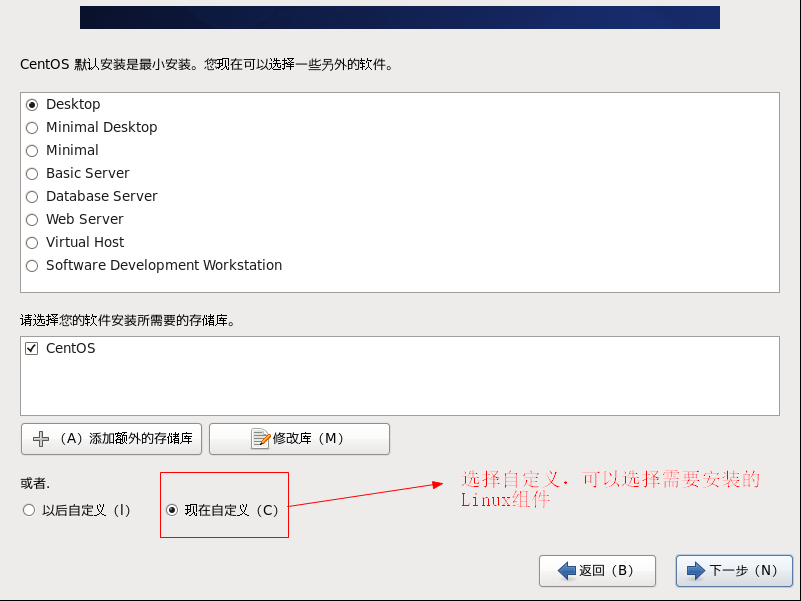 CentOS 默认安装是最小安装。您现在可以选择一些另外的软件。
Desktop
Minimal Desktop
Minimal
Basic Server
Database Server
Web Server
Virtual Host
Software Development Workstation
请选择您的软件安装所需要的存储库。
CentOS
（A）添加额外的存储库
修改库（M）
或者.
以后自定义（l）
现在自定义（C）
选择自定义. 可以选择需要安装的
Linux组件
返回（B）
下一步（N）